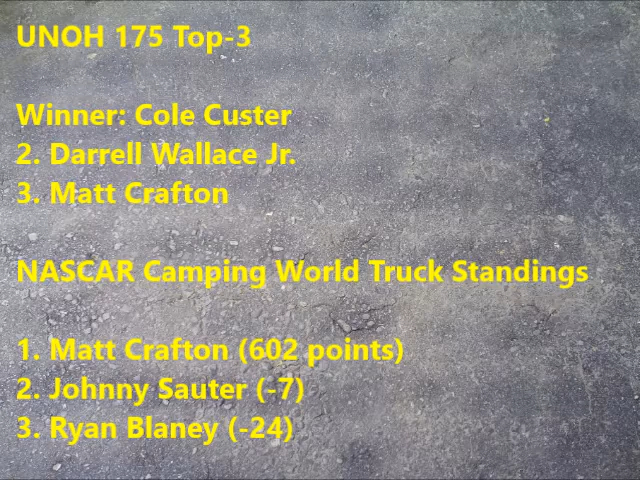 UNOH 175 Top-3
Winner: Cole Custer
2. Darrell Wallace Jr.
3. Matt Crafton
NASCAR Camping World Truck Standings
1. Matt Crafton (602 points)
2. Johnny Sauter (-7)
3. Ryan Blaney (-24)